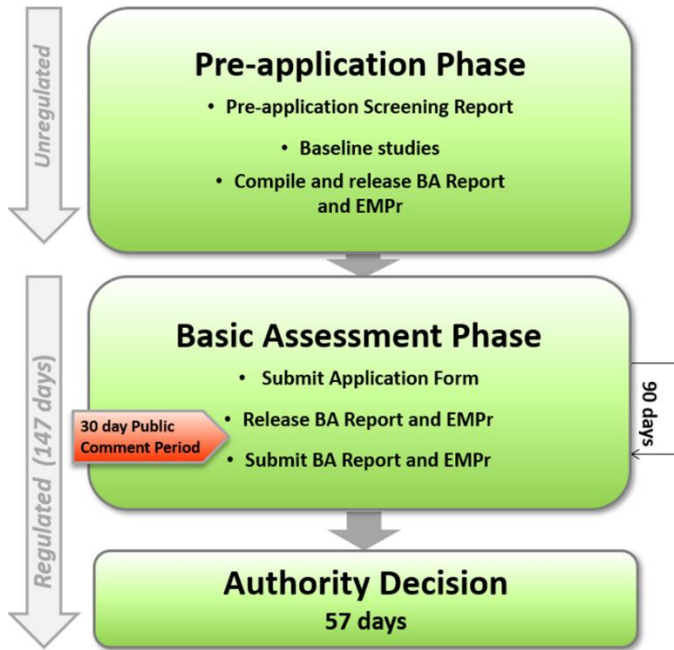 Unregulated
Pre-application Phase
• Pre-application Screening Report
• Baseline studies
• Compile and release BA Report
and EMPr
Regulated (147 days)
Basic Assessment Phase
• Submit Application Form
30 day Public
Comment Period
• Release BA Report and EMPr
• Submit BA Report and EMPr
90 days
Authority Decision
57 days